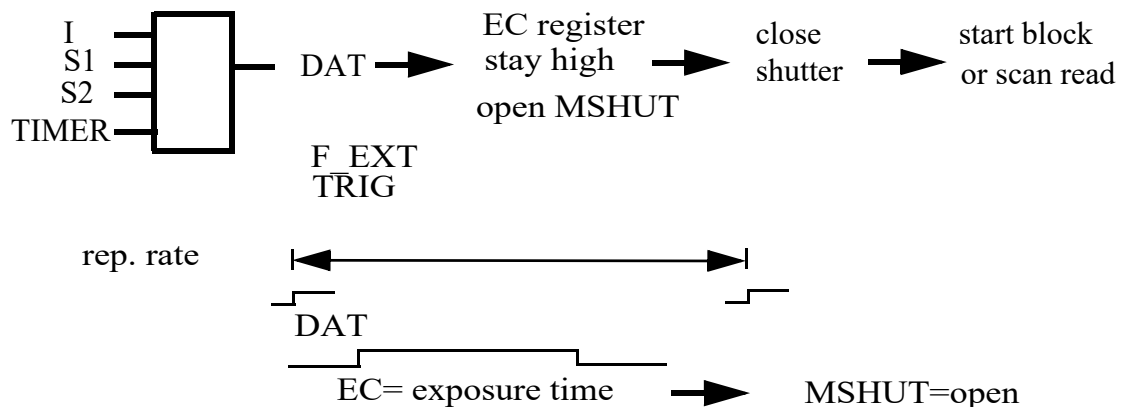 I
S1
S2
TIMER
DAT
EC register
stay high
open MSHUT
close
shutter
start block
or scan read
F_EXT
TRIG
rep. rate
DAT
EC= exposure time
MSHUT=open